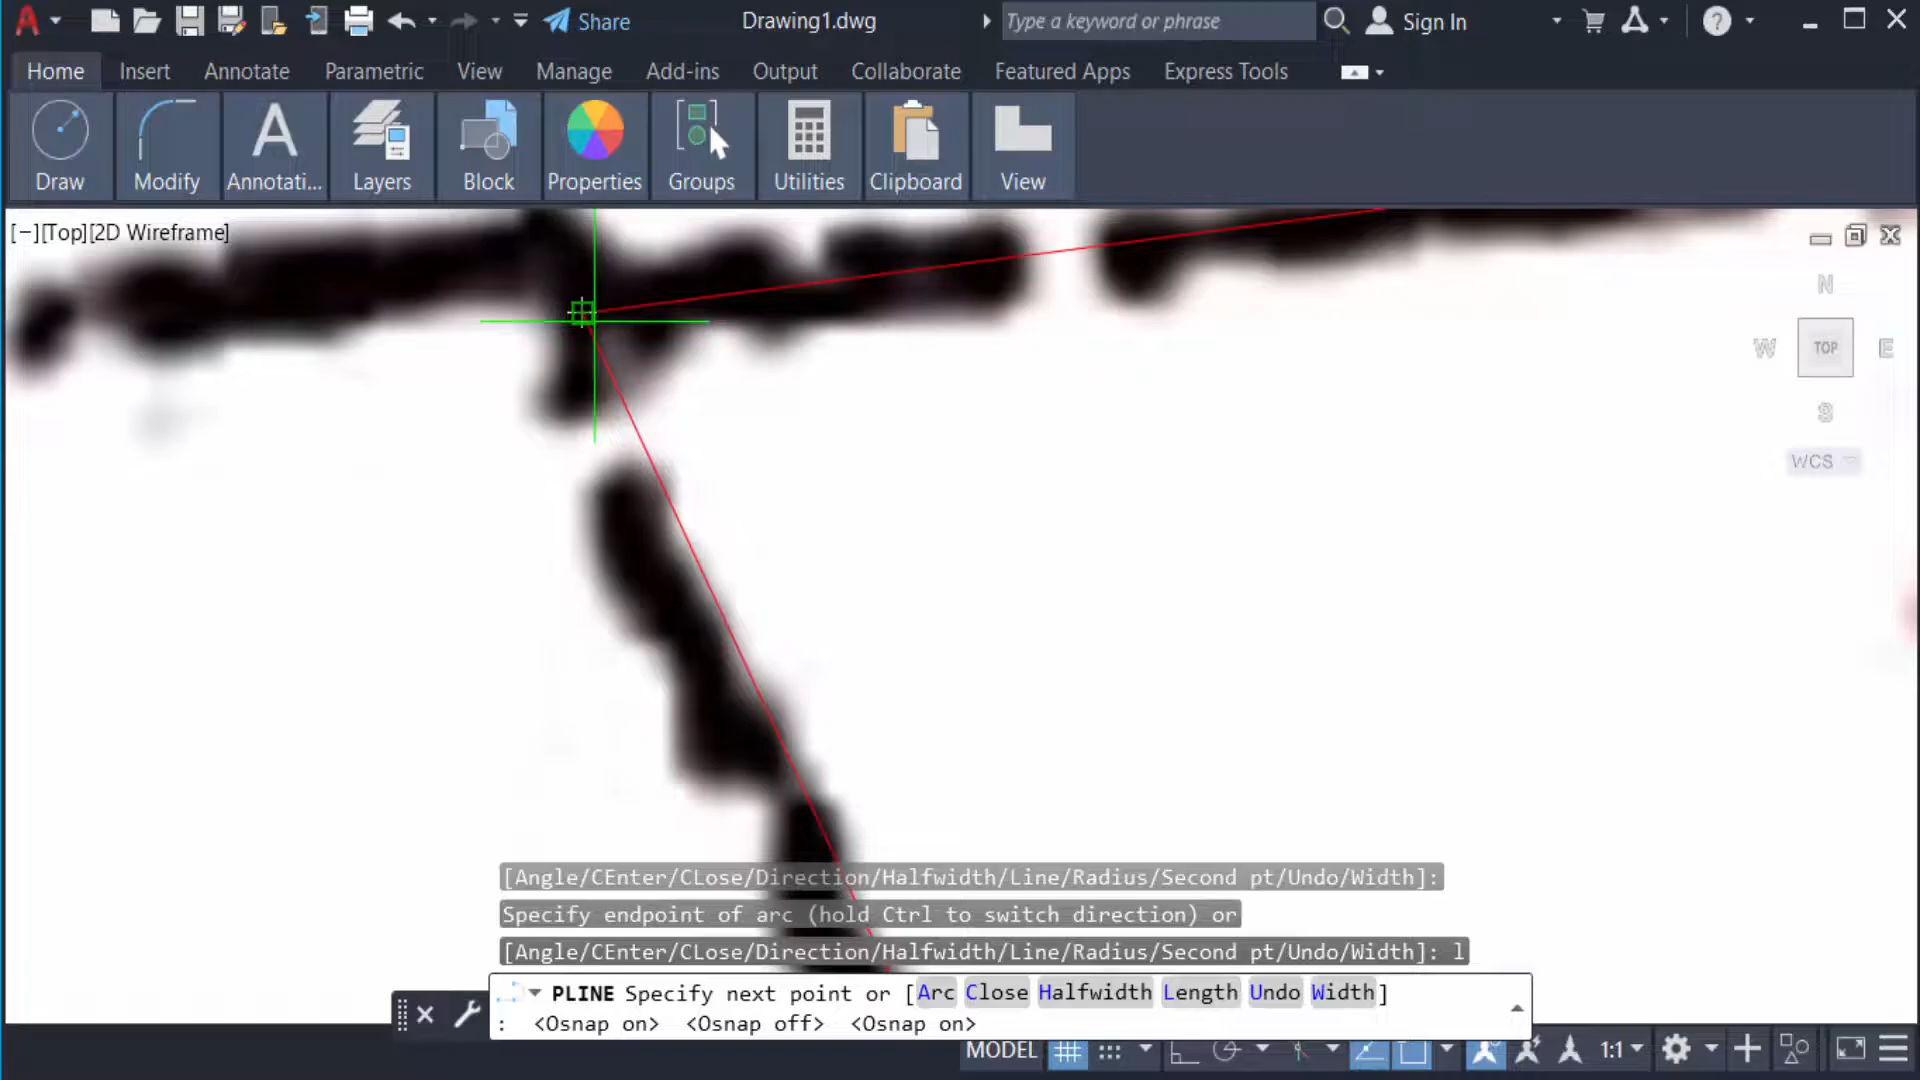 Share
Drawing1.dwg
Type a keyword or phrase
Sign In
Home Insert Annotate Parametric View Manage Add-ins Output Collaborate Featured Apps Express Tools
Draw Modify Annotati... Layers Block Properties Groups Utilities Clipboard View
[−][Top][2D Wireframe]
N
W TOP E
S
WCS
[Angle/CEnter/CLose/Direction/Halfwidth/Line/Radius/Second pt/Undo/Width]:
Specify endpoint of arc (hold Ctrl to switch direction) or
[Angle/CEnter/CLose/Direction/Halfwidth/Line/Radius/Second pt/Undo/Width]: l
PLINE Specify next point or [Arc Close Halfwidth Length Undo Width]
: <Osnap on> <Osnap off> <Osnap on>
MODEL 1:1